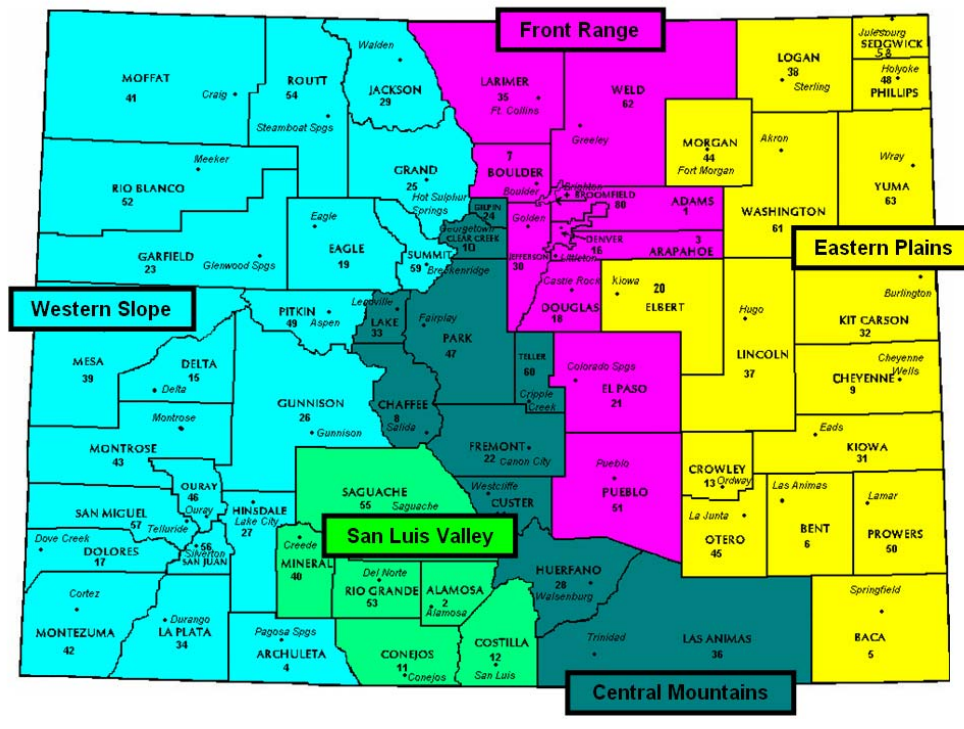 Front Range
Julesburg
SEDGWICK
58
Walden
LOGAN
38
Sterling
Holyoke
48
PHILLIPS
MOFFAT
41
Craig
ROUTT
54
Steamboat Spgs
JACKSON
29
LARIMER
35
Ft. Collins
WELD
62
Greeley
MORGAN
44
Fort Morgan
Akron
Wray
YUMA
63
Meeker
RIO BLANCO
52
GRAND
25
Hot Sulphur
Springs
7
BOULDER
Boulder
Brighton
BROOMFIELD
80
ADAMS
1
WASHINGTON
61
GILPIN
24
Georgetown
CLEAR CREEK
10
Golden
JEFFERSON
30
DENVER
16
Littleton
3
ARAPAHOE
Eastern Plains
Eagle
EAGLE
19
GARFIELD
23
Glenwood Spgs
SUMMIT
59
Breckenridge
Castle Rock
DOUGLAS
18
Kiowa
20
ELBERT
Hugo
LINCOLN
37
Burlington
KIT CARSON
32
Western Slope
PITKIN
49
Aspen
Leadville
LAKE
33
Fairplay
PARK
47
TELLER
60
Cripple
Creek
Colorado Spgs
EL PASO
21
Cheyenne
Wells
CHEYENNE
9
MESA
39
DELTA
15
Delta
GUNNISON
26
Gunnison
CHAFFEE
8
Salida
Montrose
MONTROSE
43
FREMONT
22
Canon City
Eads
KIOWA
31
CROWLEY
13
Ordway
OURAY
46
Ouray
SAN MIGUEL
57
Telluride
HINSDALE
Lake City
27
SAGUACHE
55
Saguache
Westcliffe
CUSTER
Pueblo
PUEBLO
51
La Junta
OTERO
45
Las Animas
BENT
6
Lamar
PROWERS
50
San Luis Valley
Dove Creek
DOLORES
17
56
Silverton
SAN JUAN
Creede
MINERAL
40
Del Norte
RIO GRANDE
53
ALAMOSA
2
Alamosa
HUERFANO
28
Walsenburg
Cortez
MONTEZUMA
42
Durango
LA PLATA
34
Pagosa Spgs
ARCHULETA
4
CONEJOS
11
Conejos
COSTILLA
12
San Luis
Trinidad
LAS ANIMAS
36
Springfield
BACA
5
Central Mountains